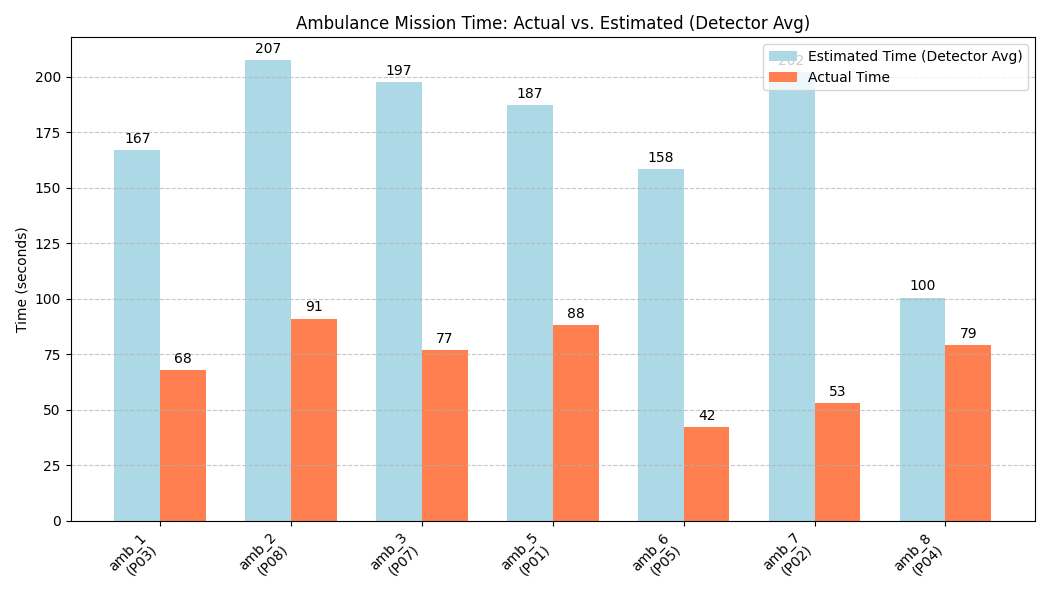 Ambulance Mission Time: Actual vs. Estimated (Detector Avg)
Estimated Time (Detector Avg)
Actual Time
Time (seconds)
200
175
150
125
100
75
50
25
0
167
68
207
91
197
77
187
88
158
42
202
53
100
79
amb_1
(P03)
amb_2
(P08)
amb_3
(P07)
amb_5
(P01)
amb_6
(P05)
amb_7
(P02)
amb_8
(P04)